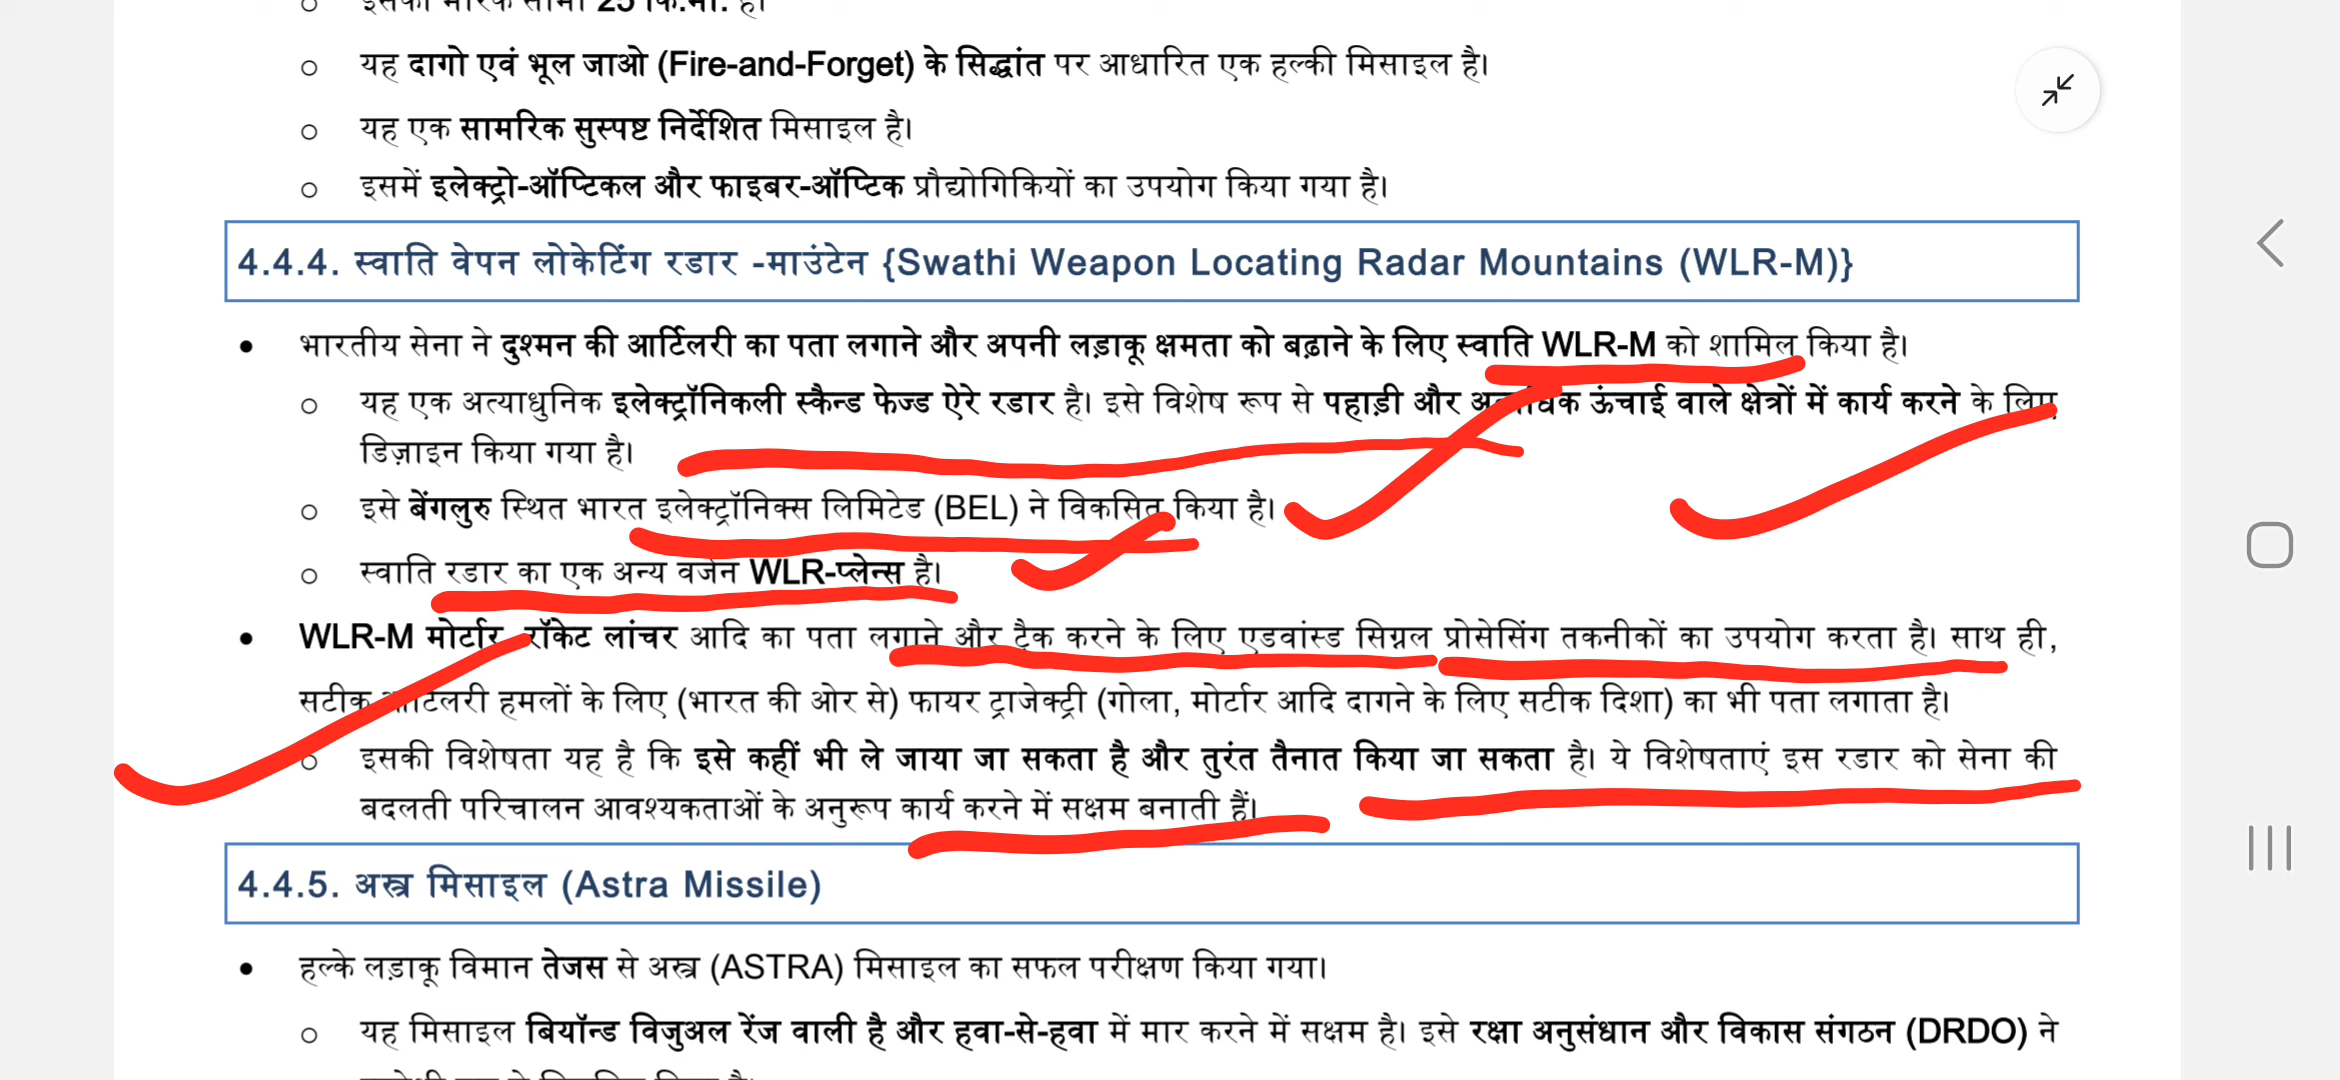 इसकी मारक सीमा 25 कि.मी. है।
○ यह दागो एवं भूल जाओ (Fire-and-Forget) के सिद्धांत पर आधारित एक हल्की मिसाइल है।
○ यह एक सामरिक सुस्पष्ट निर्देशित मिसाइल है।
○ इसमें इलेक्ट्रो-ऑप्टिकल और फाइबर-ऑप्टिक प्रौद्योगिकियों का उपयोग किया गया है।
4.4.4. स्वाति वेपन लोकेटिंग रडार -माउंटेन {Swathi Weapon Locating Radar Mountains (WLR-M)}
● भारतीय सेना ने दुश्मन की आर्टिलरी का पता लगाने और अपनी लड़ाकू क्षमता को बढ़ाने के लिए स्वाति WLR-M को शामिल किया है।
○ यह एक अत्याधुनिक इलेक्ट्रॉनिकली स्कैन्ड फेज्ड ऐरे रडार है। इसे विशेष रूप से पहाड़ी और अत्यधिक ऊंचाई वाले क्षेत्रों में कार्य करने के लिए
डिज़ाइन किया गया है।
○ इसे बेंगलुरु स्थित भारत इलेक्ट्रॉनिक्स लिमिटेड (BEL) ने विकसित किया है।
○ स्वाति रडार का एक अन्य वर्जन WLR-प्लेन्स है।
● WLR-M मोर्टार, रॉकेट लांचर आदि का पता लगाने और ट्रैक करने के लिए एडवांस्ड सिग्नल प्रोसेसिंग तकनीकों का उपयोग करता है। साथ ही,
सटीक आर्टिलरी हमलों के लिए (भारत की ओर से) फायर ट्राजेक्ट्री (गोला, मोर्टार आदि दागने के लिए सटीक दिशा) का भी पता लगाता है।
○ इसकी विशेषता यह है कि इसे कहीं भी ले जाया जा सकता है और तुरंत तैनात किया जा सकता है। ये विशेषताएं इस रडार को सेना की
बदलती परिचालन आवश्यकताओं के अनुरूप कार्य करने में सक्षम बनाती हैं।
4.4.5. अस्त्र मिसाइल (Astra Missile)
● हल्के लड़ाकू विमान तेजस से अस्त्र (ASTRA) मिसाइल का सफल परीक्षण किया गया।
○ यह मिसाइल बियॉन्ड विजुअल रेंज वाली है और हवा-से-हवा में मार करने में सक्षम है। इसे रक्षा अनुसंधान और विकास संगठन (DRDO) ने